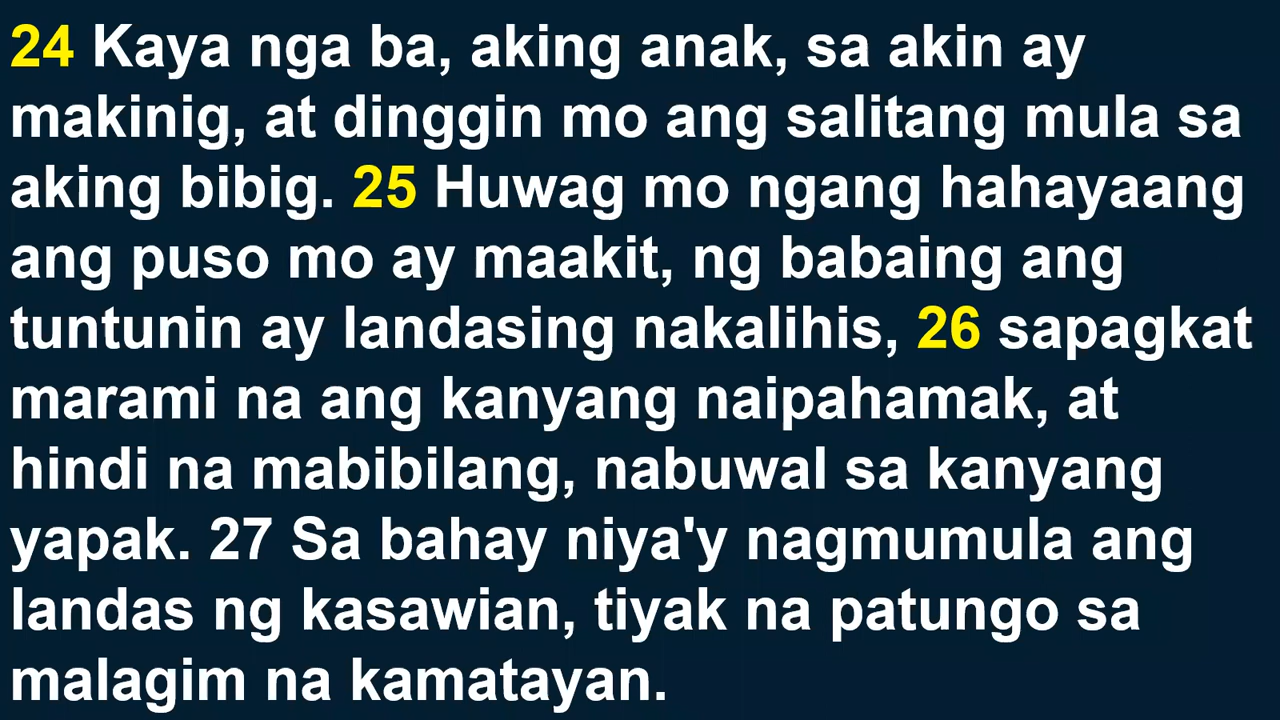 24 Kaya nga ba, aking anak, sa akin ay
makinig, at dinggin mo ang salitang mula sa
aking bibig. 25 Huwag mo ngang hahayaang
ang puso mo ay maakit, ng babaing ang
tuntunin ay landasing nakalihis, 26 sapagkat
marami na ang kanyang naipahamak, at
hindi na mabibilang, nabuwal sa kanyang
yapak. 27 Sa bahay niya'y nagmumula ang
landas ng kasawian, tiyak na patungo sa
malagim na kamatayan.